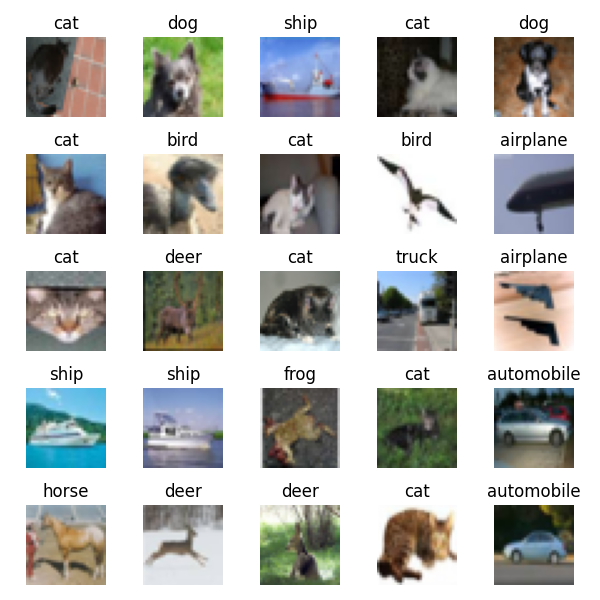 cat dog ship cat dog
cat bird cat bird airplane
cat deer cat truck airplane
ship ship frog cat automobile
horse deer deer cat automobile